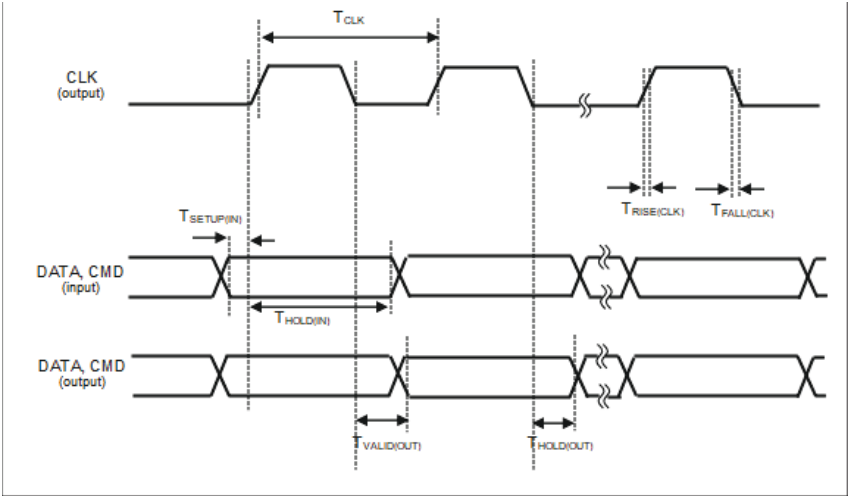 TCLK
CLK
(output)
TRISE(CLK)
TFALL(CLK)
TSETUP(IN)
DATA, CMD
(input)
THOLD(IN)
DATA, CMD
(output)
TVALID(OUT)
THOLD(OUT)